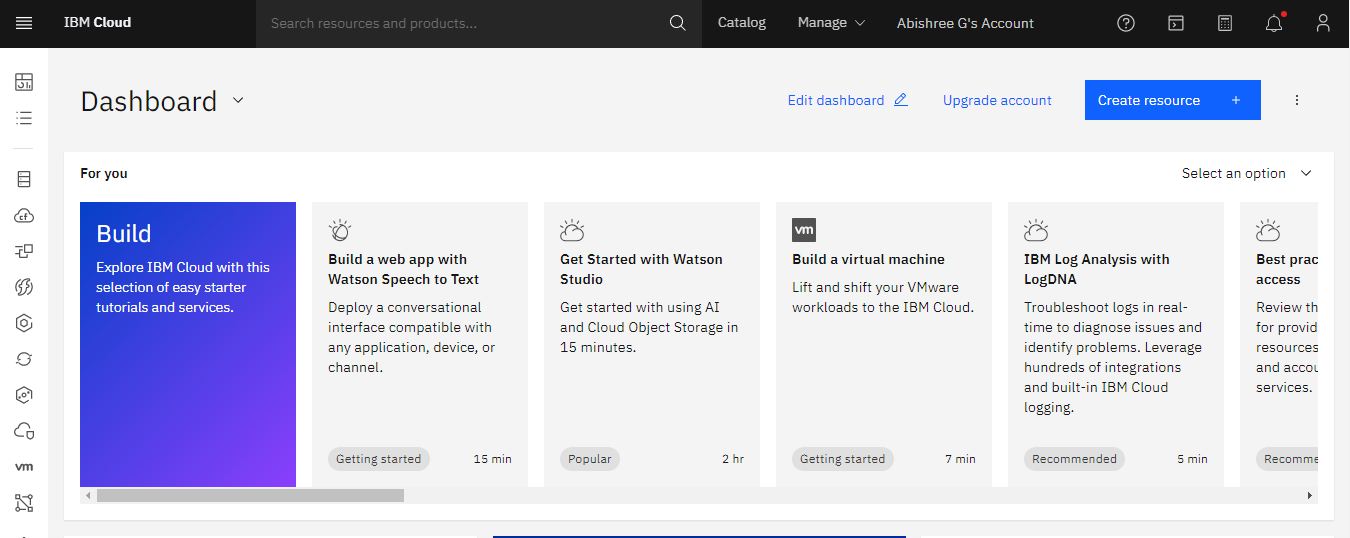 IBM Cloud
Search resources and products...
Catalog
Manage
Abishree G's Account
Dashboard
Edit dashboard
Upgrade account
Create resource +
For you
Select an option
Build
Explore IBM Cloud with this
selection of easy starter
tutorials and services.
Build a web app with
Watson Speech to Text
Deploy a conversational
interface compatible with
any application, device, or
channel.
Getting started
15 min
Get Started with Watson
Studio
Get started with using AI
and Cloud Object Storage in
15 minutes.
Popular
2 hr
vm
Build a virtual machine
Lift and shift your VMware
workloads to the IBM Cloud.
Getting started
7 min
IBM Log Analysis with
LogDNA
Troubleshoot logs in real-
time to diagnose issues and
identify problems. Leverage
hundreds of integrations
and built-in IBM Cloud
logging.
Recommended
5 min
Best prac
access
Review th
for provid
resources
and accou
services.
Recomme
cf
vm